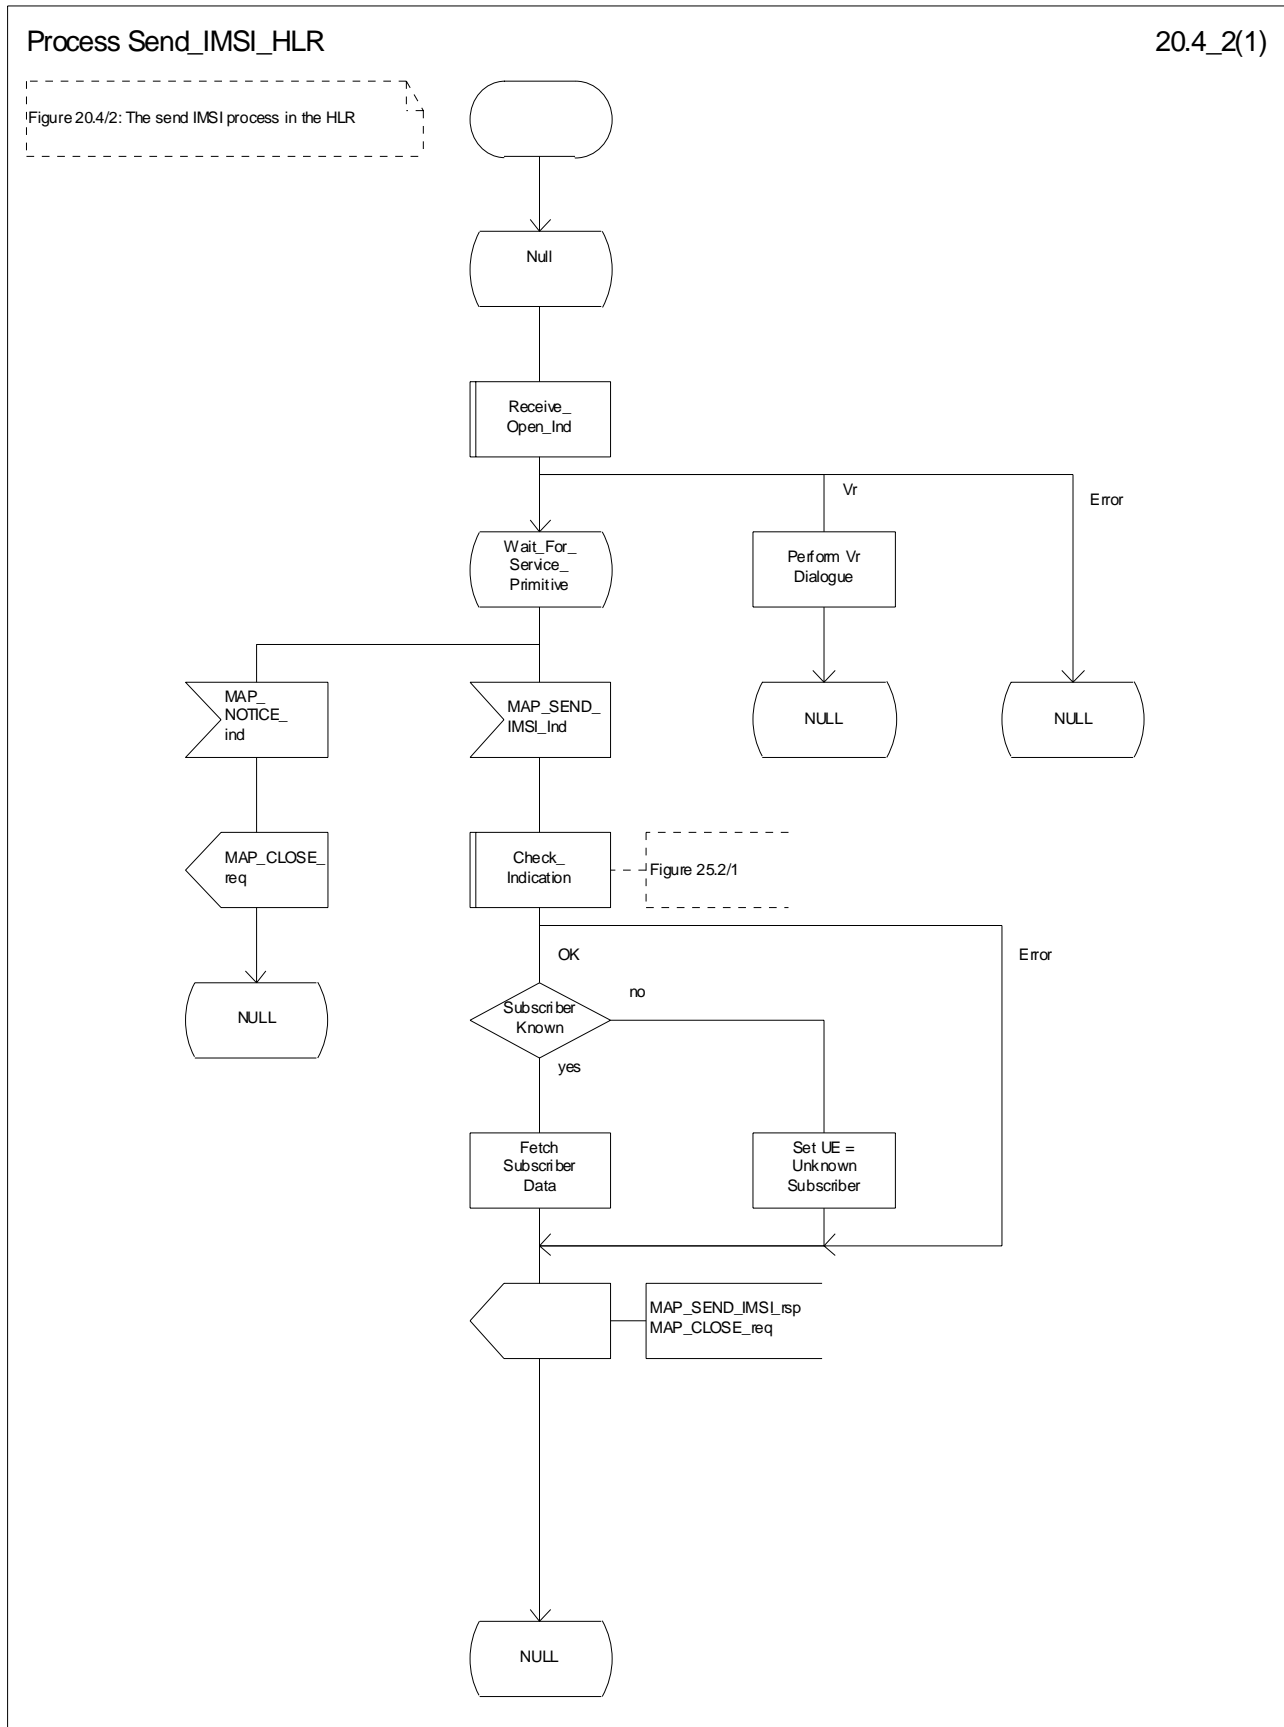 Process Send_IMSI_HLR
20.4_2(1)
Figure 20.4/2: The send IMSI process in the HLR
Null
Receive_
Open_Ind
Vr
Error
Wait_For_
Service_
Primitive
Perform Vr
Dialogue
MAP_
NOTICE_
ind
MAP_SEND_
IMSI_Ind
NULL
NULL
MAP_CLOSE_
req
Check_
Indication
Figure 25.2/1
OK
Error
NULL
Subscriber
Known
no
yes
Fetch
Subscriber
Data
Set UE =
Unknown
Subscriber
MAP_SEND_IMSI_rsp
MAP_CLOSE_req
NULL